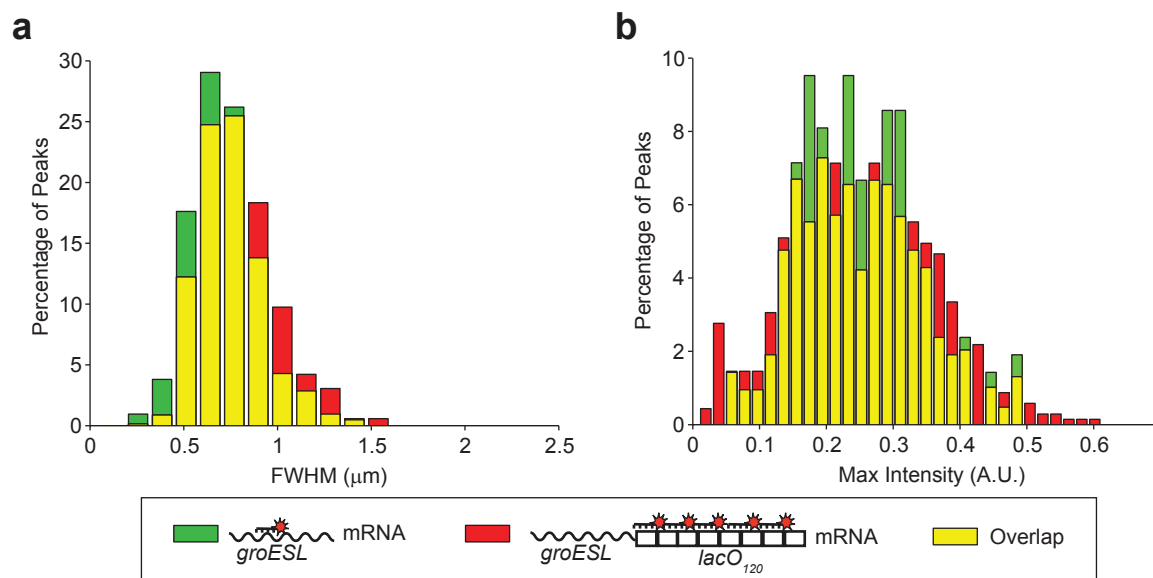 a
30
25
20
15
10
5
0
Percentage of Peaks
0 0.5 1 1.5 2 2.5
FWHM (μm)
b
10
8
6
4
2
0
Percentage of Peaks
0 0.1 0.2 0.3 0.4 0.5 0.6
Max Intensity (A.U.)
groESL mRNA
groESL lacO120 mRNA
Overlap